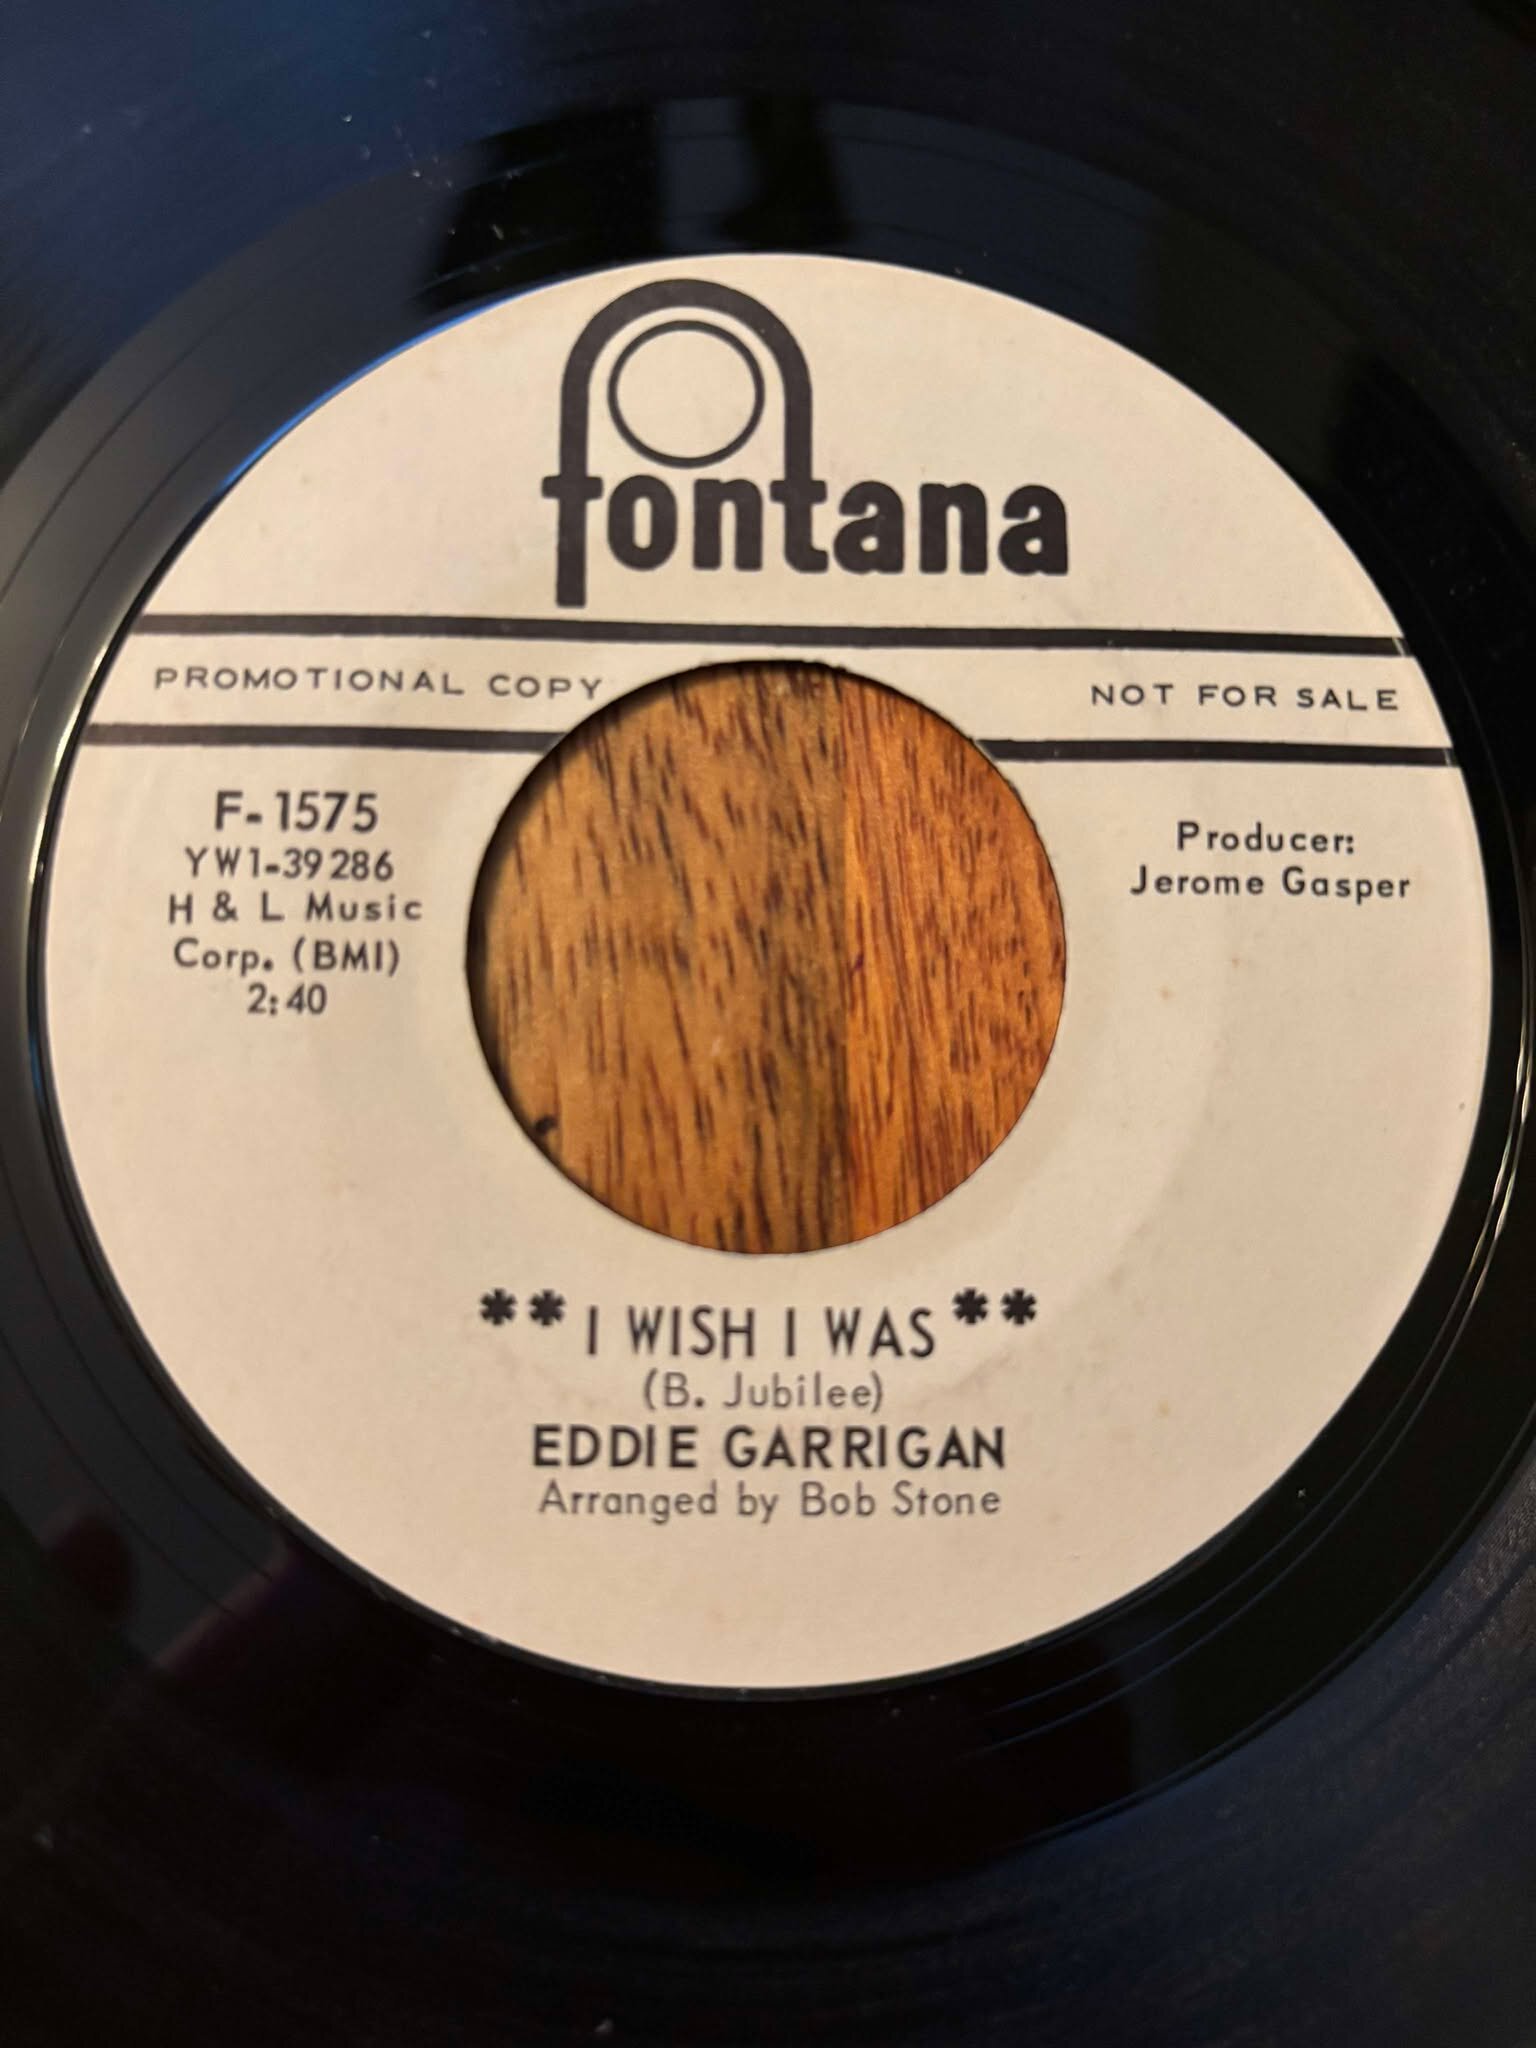 fontana
PROMOTIONAL COPY NOT FOR SALE
F-1575
YW1-39286
H & L Music
Corp. (BMI)
2:40
Producer:
Jerome Gasper
**I WISH I WAS**
(B. Jubilee)
EDDIE GARRIGAN
Arranged by Bob Stone